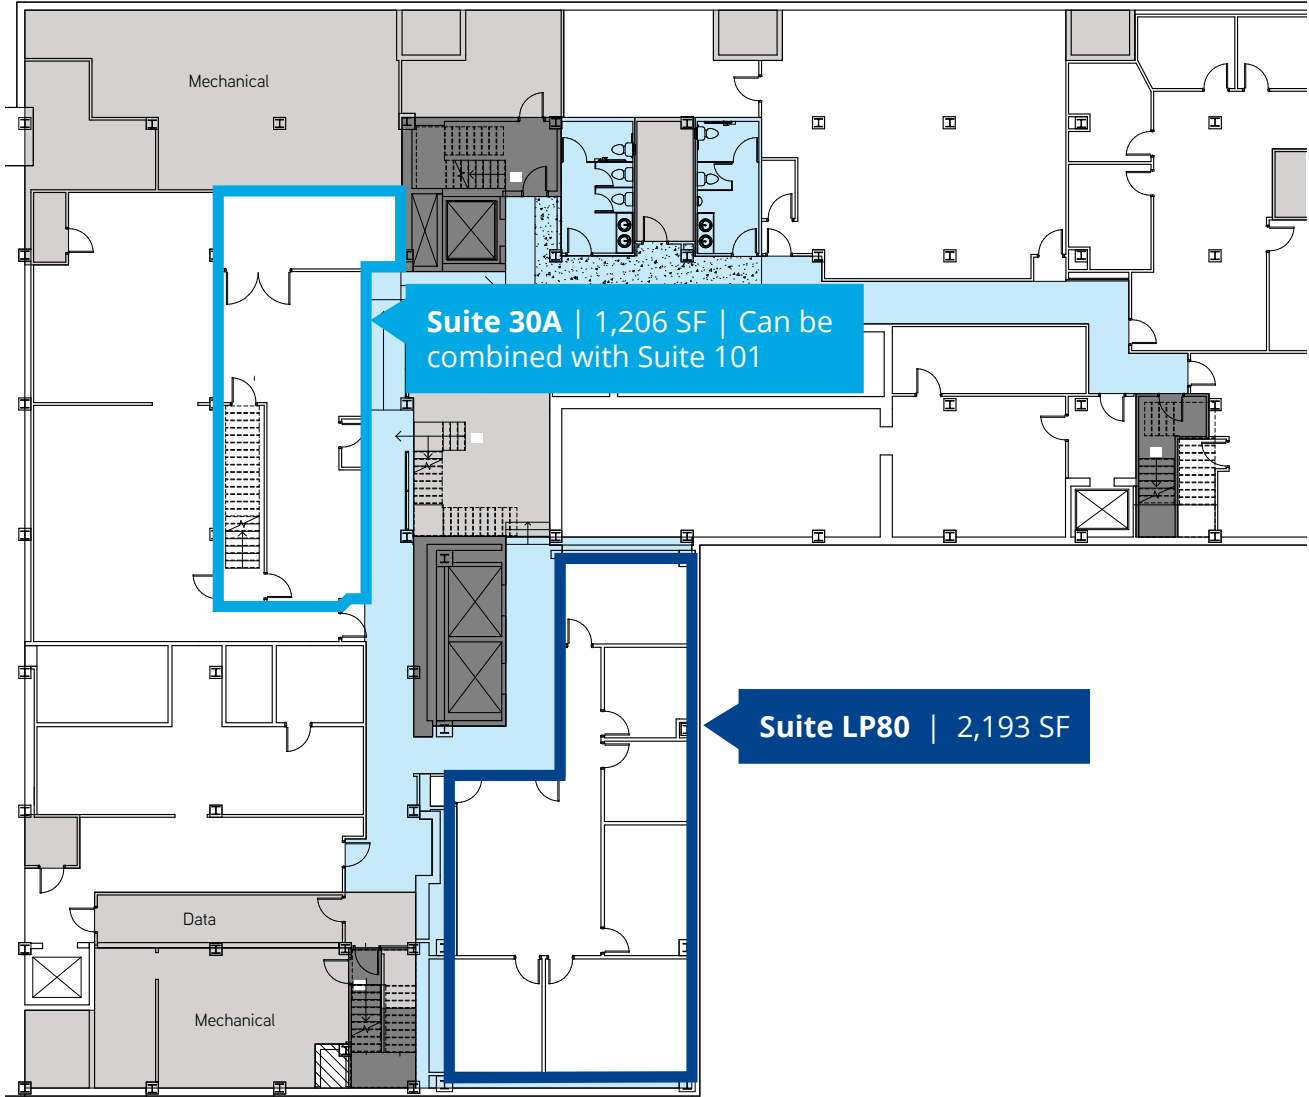 Mechanical
Suite 30A | 1,206 SF | Can be
combined with Suite 101
Suite LP80 | 2,193 SF
Data
Mechanical